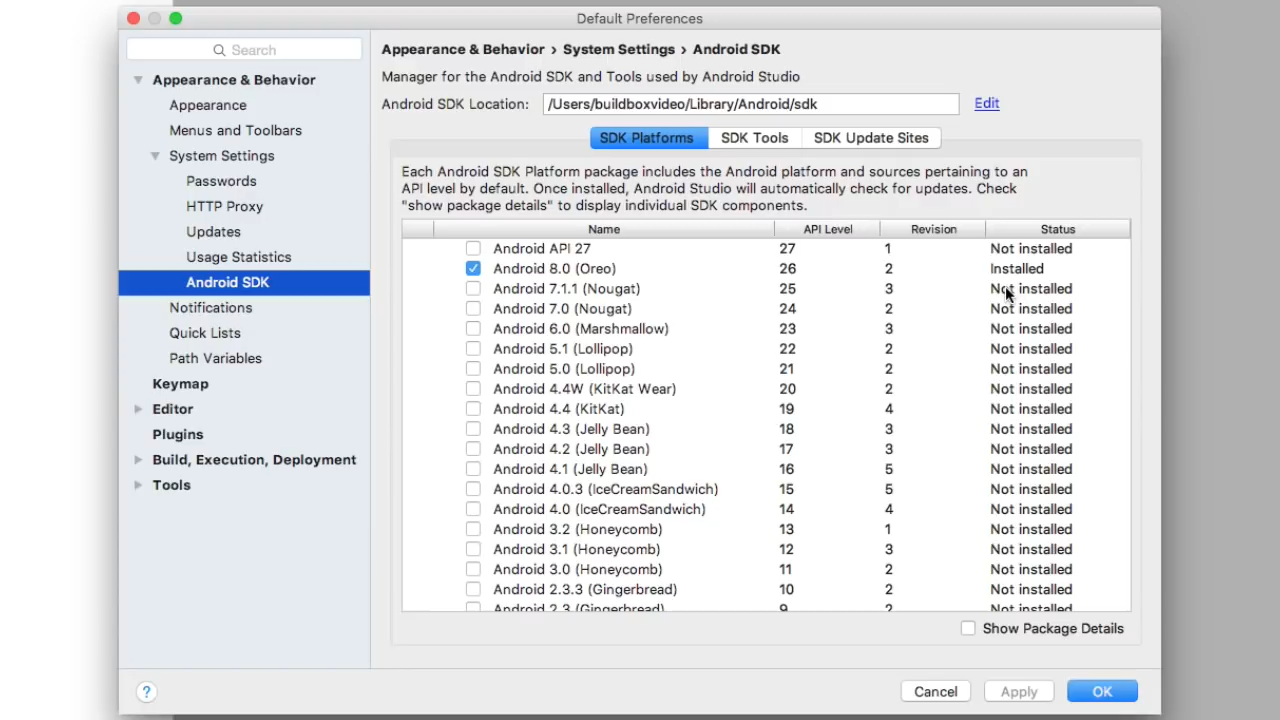 Default Preferences
Search
Appearance & Behavior
Appearance
Menus and Toolbars
System Settings
Passwords
HTTP Proxy
Updates
Usage Statistics
Android SDK
Notifications
Quick Lists
Path Variables
Keymap
Editor
Plugins
Build, Execution, Deployment
Tools
Appearance & Behavior › System Settings › Android SDK
Manager for the Android SDK and Tools used by Android Studio
Android SDK Location: /Users/buildboxvideo/Library/Android/sdk Edit
SDK Platforms SDK Tools SDK Update Sites
Each Android SDK Platform package includes the Android platform and sources pertaining to an
API level by default. Once installed, Android Studio will automatically check for updates. Check
"show package details" to display individual SDK components.
Name API Level Revision Status
Android API 27 27 1 Not installed
Android 8.0 (Oreo) 26 2 Installed
Android 7.1.1 (Nougat) 25 3 Not installed
Android 7.0 (Nougat) 24 2 Not installed
Android 6.0 (Marshmallow) 23 3 Not installed
Android 5.1 (Lollipop) 22 2 Not installed
Android 5.0 (Lollipop) 21 2 Not installed
Android 4.4W (KitKat Wear) 20 2 Not installed
Android 4.4 (KitKat) 19 4 Not installed
Android 4.3 (Jelly Bean) 18 3 Not installed
Android 4.2 (Jelly Bean) 17 3 Not installed
Android 4.1 (Jelly Bean) 16 5 Not installed
Android 4.0.3 (IceCreamSandwich) 15 5 Not installed
Android 4.0 (IceCreamSandwich) 14 4 Not installed
Android 3.2 (Honeycomb) 13 1 Not installed
Android 3.1 (Honeycomb) 12 3 Not installed
Android 3.0 (Honeycomb) 11 2 Not installed
Android 2.3.3 (Gingerbread) 10 2 Not installed
Android 2.3 (Gingerbread) 9 2 Not installed
Show Package Details
? Cancel Apply OK